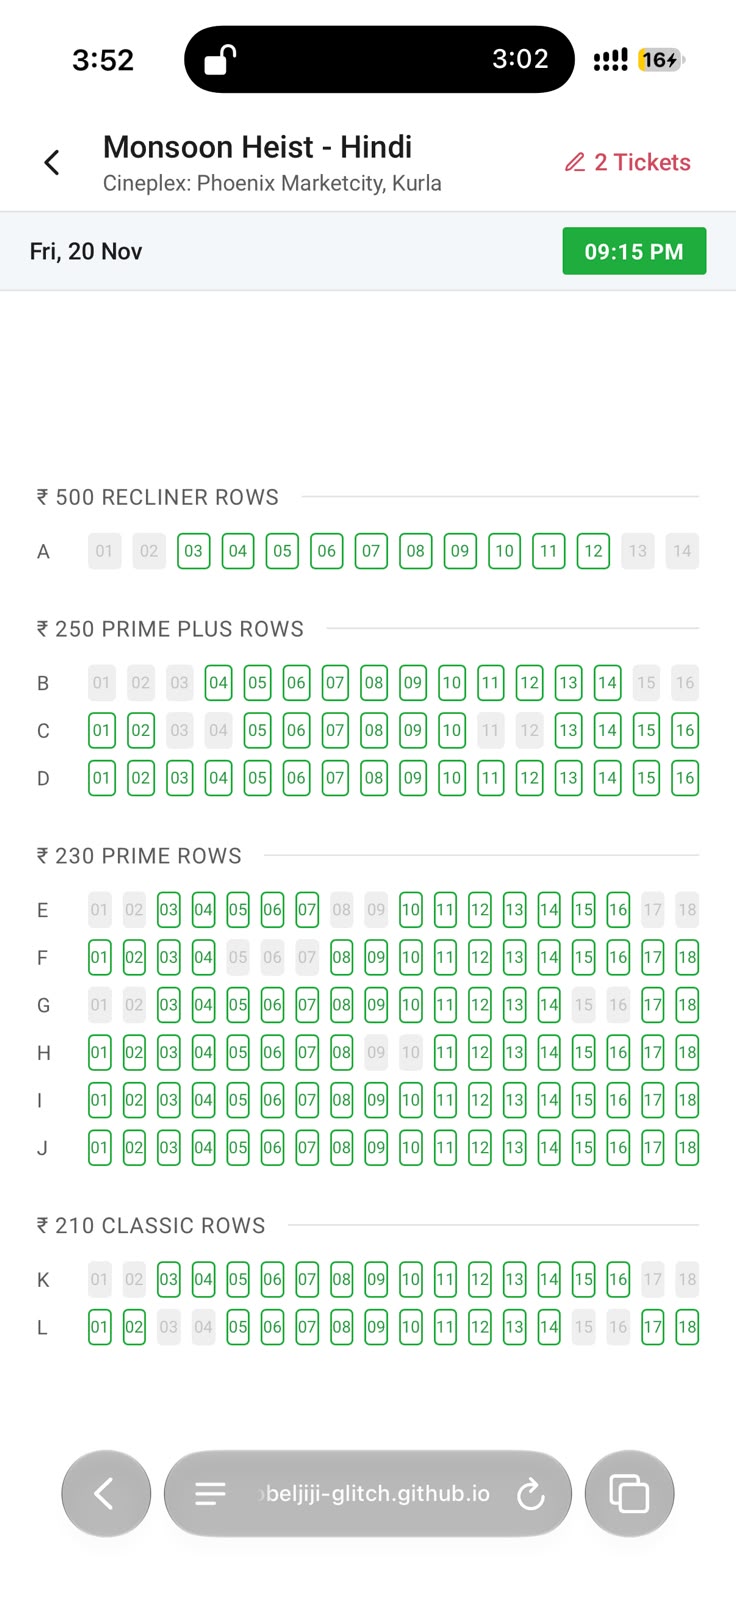 3:52 3:02 16
Monsoon Heist - Hindi
Cineplex: Phoenix Marketcity, Kurla
2 Tickets
Fri, 20 Nov 09:15 PM
₹ 500 RECLINER ROWS
A 01 02 03 04 05 06 07 08 09 10 11 12 13 14
₹ 250 PRIME PLUS ROWS
B 01 02 03 04 05 06 07 08 09 10 11 12 13 14 15 16
C 01 02 03 04 05 06 07 08 09 10 11 12 13 14 15 16
D 01 02 03 04 05 06 07 08 09 10 11 12 13 14 15 16
₹ 230 PRIME ROWS
E 01 02 03 04 05 06 07 08 09 10 11 12 13 14 15 16 17 18
F 01 02 03 04 05 06 07 08 09 10 11 12 13 14 15 16 17 18
G 01 02 03 04 05 06 07 08 09 10 11 12 13 14 15 16 17 18
H 01 02 03 04 05 06 07 08 09 10 11 12 13 14 15 16 17 18
I 01 02 03 04 05 06 07 08 09 10 11 12 13 14 15 16 17 18
J 01 02 03 04 05 06 07 08 09 10 11 12 13 14 15 16 17 18
₹ 210 CLASSIC ROWS
K 01 02 03 04 05 06 07 08 09 10 11 12 13 14 15 16 17 18
L 01 02 03 04 05 06 07 08 09 10 11 12 13 14 15 16 17 18
beljiji-glitch.github.io